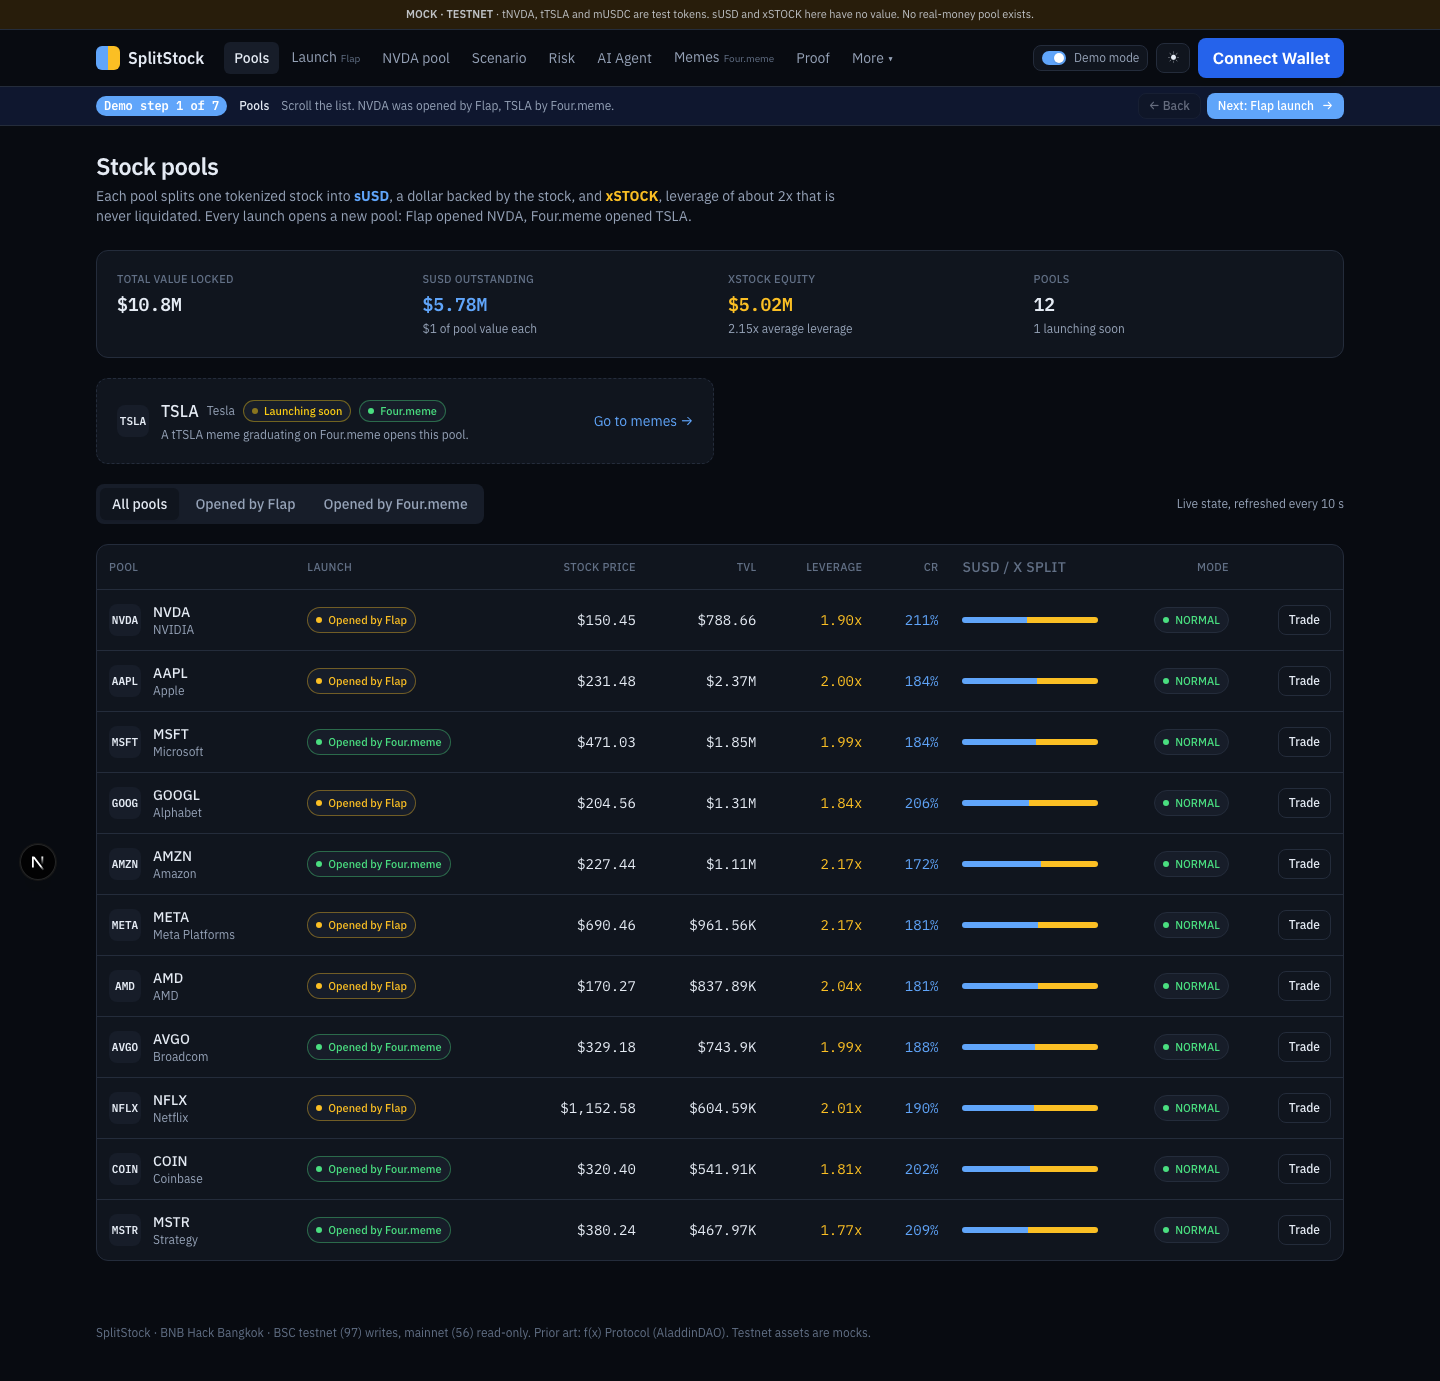 MOCK · TESTNET · tNVDA, tTSLA and mUSDC are test tokens. sUSD and xSTOCK here have no value. No real-money pool exists.
SplitStock Pools Launch Flap NVDA pool Scenario Risk AI Agent Memes Four.meme Proof More ▾ Demo mode Connect Wallet
Demo step 1 of 7 Pools Scroll the list. NVDA was opened by Flap, TSLA by Four.meme. ← Back Next: Flap launch →
Stock pools
Each pool splits one tokenized stock into sUSD, a dollar backed by the stock, and xSTOCK, leverage of about 2x that is
never liquidated. Every launch opens a new pool: Flap opened NVDA, Four.meme opened TSLA.
TOTAL VALUE LOCKED SUSD OUTSTANDING XSTOCK EQUITY POOLS
$10.8M $5.78M $5.02M 12
$1 of pool value each 2.15x average leverage 1 launching soon
TSLA TSLA Tesla Launching soon Four.meme Go to memes →
A tTSLA meme graduating on Four.meme opens this pool.
All pools Opened by Flap Opened by Four.meme Live state, refreshed every 10 s
POOL LAUNCH STOCK PRICE TVL LEVERAGE CR SUSD / X SPLIT MODE
NVDA NVDA Opened by Flap $150.45 $788.66 1.90x 211% NORMAL Trade
NVIDIA
AAPL AAPL Opened by Flap $231.48 $2.37M 2.00x 184% NORMAL Trade
Apple
MSFT MSFT Opened by Four.meme $471.03 $1.85M 1.99x 184% NORMAL Trade
Microsoft
GOOG GOOGL Opened by Flap $204.56 $1.31M 1.84x 206% NORMAL Trade
Alphabet
AMZN AMZN Opened by Four.meme $227.44 $1.11M 2.17x 172% NORMAL Trade
Amazon
META META Opened by Flap $690.46 $961.56K 2.17x 181% NORMAL Trade
Meta Platforms
AMD AMD Opened by Flap $170.27 $837.89K 2.04x 181% NORMAL Trade
AMD
AVGO AVGO Opened by Four.meme $329.18 $743.9K 1.99x 188% NORMAL Trade
Broadcom
NFLX NFLX Opened by Flap $1,152.58 $604.59K 2.01x 190% NORMAL Trade
Netflix
COIN COIN Opened by Four.meme $320.40 $541.91K 1.81x 202% NORMAL Trade
Coinbase
MSTR MSTR Opened by Four.meme $380.24 $467.97K 1.77x 209% NORMAL Trade
Strategy
N
SplitStock · BNB Hack Bangkok · BSC testnet (97) writes, mainnet (56) read-only. Prior art: f(x) Protocol (AladdinDAO). Testnet assets are mocks.